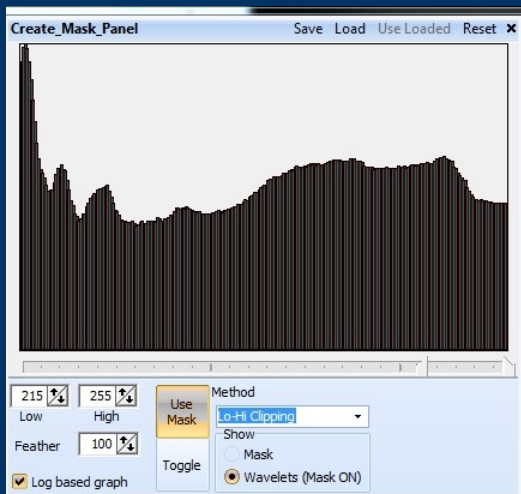 Create_Mask_Panel Save Load Use Loaded Reset ×
215 255 Use Mask Method
Low High Lo-Hi Clipping
Feather 100 Toggle Show
Mask
Log based graph Wavelets (Mask ON)